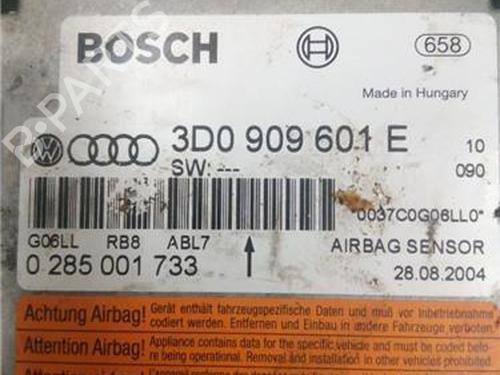 BOSCH
658
Made in Hungary
3D0 909 601 E
10
SW: ---
090
*0037C0G06LL0*
G06LL RB8 ABL7
AIRBAG SENSOR
0 285 001 733
28.08.2004
Achtung Airbag! Gerät enthält fahrzeugspezifische Daten und muß vor Inbetriebnahme
codiert werden. Entfernen und Einbau in andere Fahrzeuge verboten.
Attention Airbag! Appliance contains data for the specific vehicle and must be coded before
being operational. Removal and installation in other vehicles prohibited.
Attention Airbag!